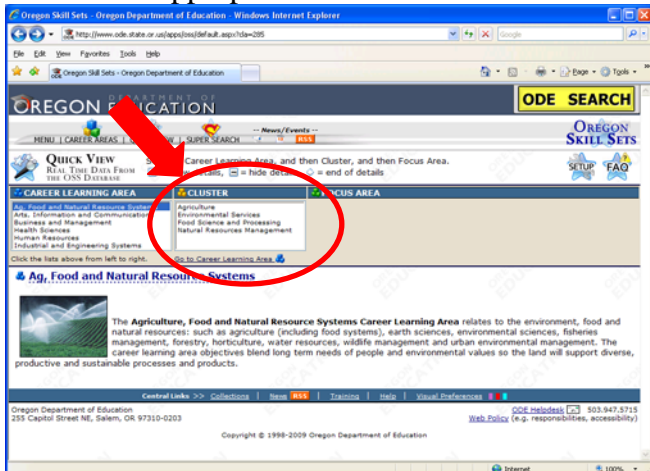 Oregon Skill Sets - Oregon Department of Education - Windows Internet Explorer
http://www.ode.state.or.us/apps/oss/default.aspx?da=285
Google
File Edit View Favorites Tools Help
Oregon Skill Sets - Oregon Department of Education
Page Tools
DEPARTMENT OF
OREGON EDUCATION
ODE SEARCH
-- News/Events --
MENU | CAREER AREAS | SUPER SEARCH RSS
OREGON
SKILL SETS
QUICK VIEW
REAL TIME DATA FROM
THE OSS DATABASE
Career Learning Area, and then Cluster, and then Focus Area.
details, = hide details = end of details
SETUP FAQ
CAREER LEARNING AREA CLUSTER FOCUS AREA
Ag, Food and Natural Resource Systems
Arts, Information and Communication
Business and Management
Health Sciences
Human Resources
Industrial and Engineering Systems
Agriculture
Environmental Services
Food Science and Processing
Natural Resources Management
Click the lists above from left to right. Go to Career Learning Area
Ag, Food and Natural Resource Systems
The Agriculture, Food and Natural Resource Systems Career Learning Area relates to the environment, food and
natural resources: such as agriculture (including food systems), earth sciences, environmental sciences, fisheries
management, forestry, horticulture, water resources, wildlife management and urban environmental management. The
career learning area objectives blend long term needs of people and environmental values so the land will support diverse,
productive and sustainable processes and products.
Central Links >> Collections | News RSS | Training | Help | Visual Preferences
Oregon Department of Education
255 Capitol Street NE, Salem, OR 97310-0203
ODE Helpdesk 503.947.5715
Web Policy (e.g. responsibilities, accessibility)
Copyright © 1998-2009 Oregon Department of Education
Internet 100%